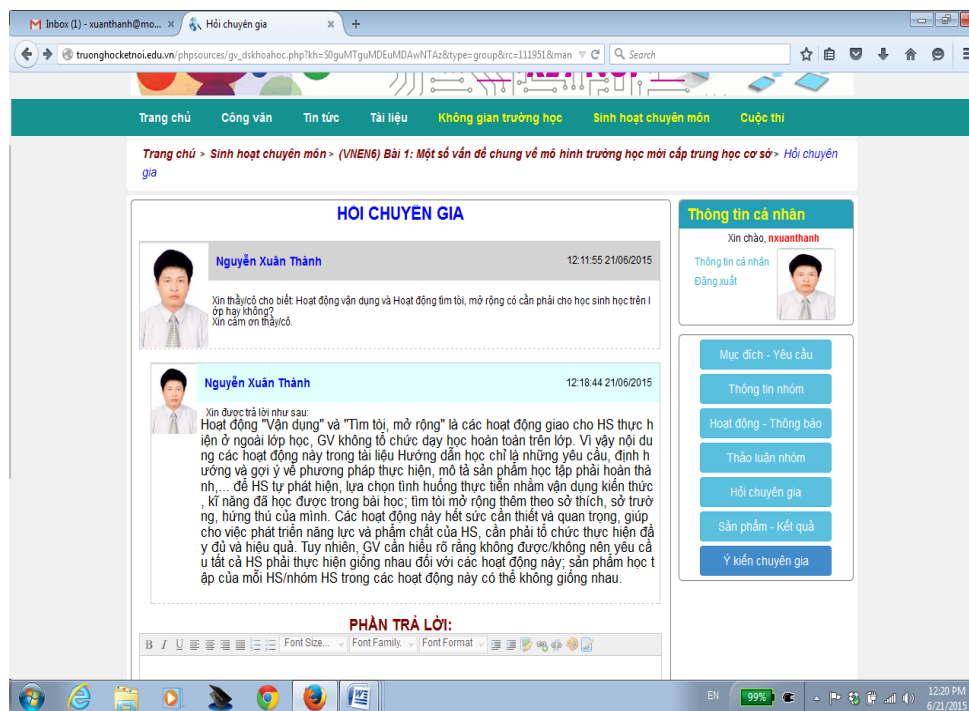 Inbox (1) - xuanthanh@mo...
Hỏi chuyên gia
truonghocketnoi.edu.vn/phpsources/gv_dskhoahoc.php?kh=S0guMTguMDEuMDAwNTAz&type=group&rc=111951&man
Search
Trang chủ Công văn Tin tức Tài liệu Không gian trường học Sinh hoạt chuyên môn Cuộc thi
Trang chủ > Sinh hoạt chuyên môn > (VNEN6) Bài 1: Một số vấn đề chung về mô hình trường học mới cấp trung học cơ sở > Hỏi chuyên
gia
HỎI CHUYÊN GIA
Nguyễn Xuân Thành 12:11:55 21/06/2015
Xin thầy/cô cho biết: Hoạt động vận dụng và Hoạt động tìm tòi, mở rộng có cần phải cho học sinh học trên l
ớp hay không?
Xin cảm ơn thầy/cô.
Nguyễn Xuân Thành 12:18:44 21/06/2015
Xin được trả lời như sau:
Hoạt động "Vận dụng" và "Tìm tòi, mở rộng" là các hoạt động giao cho HS thực h
iện ở ngoài lớp học, GV không tổ chức dạy học hoàn toàn trên lớp. Vì vậy nội du
ng các hoạt động này trong tài liệu Hướng dẫn học chỉ là những yêu cầu, định h
ướng và gợi ý về phương pháp thực hiện, mô tả sản phẩm học tập phải hoàn thà
nh,... để HS tự phát hiện, lựa chọn tình huống thực tiễn nhằm vận dụng kiến thức
, kĩ năng đã học được trong bài học; tìm tòi mở rộng thêm theo sở thích, sở trườ
ng, hứng thú của mình. Các hoạt động này hết sức cần thiết và quan trọng, giúp
cho việc phát triển năng lực và phẩm chất của HS, cần phải tổ chức thực hiện đầ
y đủ và hiệu quả. Tuy nhiên, GV cần hiểu rõ rằng không được/không nên yêu cầ
u tất cả HS phải thực hiện giống nhau đối với các hoạt động này; sản phẩm học t
ập của mỗi HS/nhóm HS trong các hoạt động này có thể không giống nhau.
PHẦN TRẢ LỜI:
B I U Font Size... Font Family. Font Format
Thông tin cá nhân
Xin chào, nxuanthanh
Thông tin cá nhân
Đăng xuất
Mục đích - Yêu cầu
Thông tin nhóm
Hoạt động - Thông báo
Thảo luận nhóm
Hỏi chuyên gia
Sản phẩm - Kết quả
Ý kiến chuyên gia
EN 99% 12:20 PM
6/21/2015